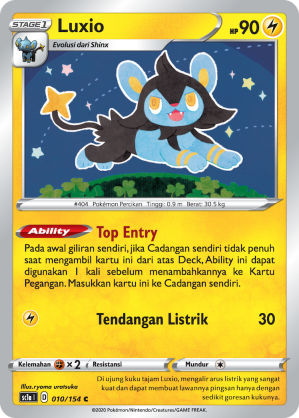 STAGE 1
Luxio
HP 90
Evolusi dari Shinx
#404 Pokémon Percikan Tinggi: 0.9 m Berat: 30.5 kg
Ability Top Entry
Pada awal giliran sendiri, jika Cadangan sendiri tidak penuh
saat mengambil kartu ini dari atas Deck, Ability ini dapat
digunakan 1 kali sebelum menambahkannya ke Kartu
Pegangan. Masukkan kartu ini ke Cadangan sendiri.
Tendangan Listrik 30
Kelemahan ×2 Resistansi Mundur
Illus. ryoma uratsuka
sc1a I D 010/154 C
Di ujung kuku tajam Luxio, mengalir arus listrik yang sangat
kuat dan dapat membuat lawannya pingsan hanya dengan
sedikit goresan kukunya.
©2020 Pokémon/Nintendo/Creatures/GAME FREAK.